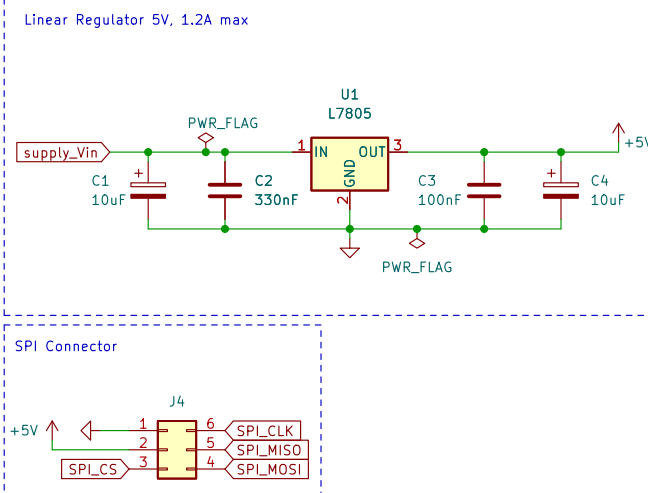 Linear Regulator 5V, 1.2A max
U1
L7805
PWR_FLAG
supply_Vin
1 IN OUT 3
+5V
GND
2
+
C1
10uF
C2
330nF
C3
100nF
+
C4
10uF
PWR_FLAG
SPI Connector
J4
+5V
1 6 SPI_CLK
2 5 SPI_MISO
SPI_CS 3 4 SPI_MOSI